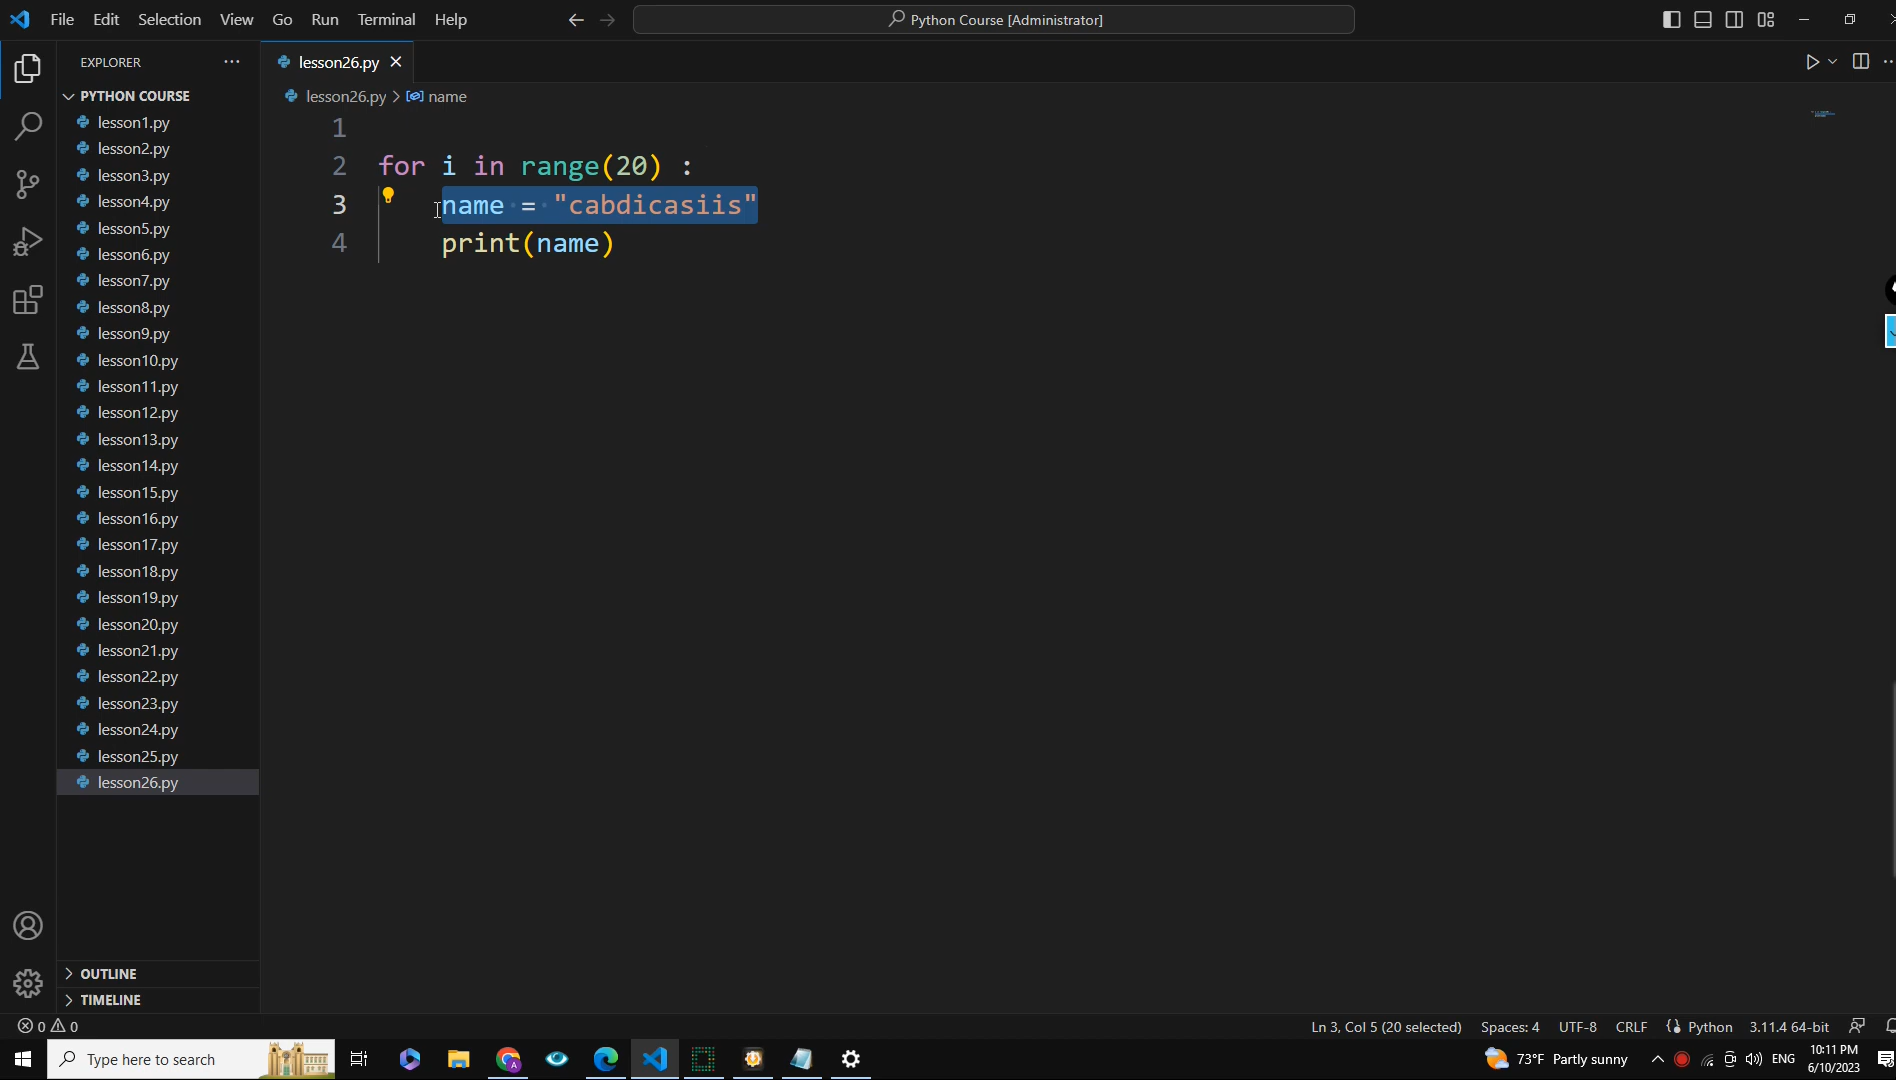 File Edit Selection View Go Run Terminal Help
Python Course [Administrator]
EXPLORER
lesson26.py
PYTHON COURSE
lesson26.py > name
lesson1.py
lesson2.py
lesson3.py
lesson4.py
lesson5.py
lesson6.py
lesson7.py
lesson8.py
lesson9.py
lesson10.py
lesson11.py
lesson12.py
lesson13.py
lesson14.py
lesson15.py
lesson16.py
lesson17.py
lesson18.py
lesson19.py
lesson20.py
lesson21.py
lesson22.py
lesson23.py
lesson24.py
lesson25.py
lesson26.py
OUTLINE
TIMELINE
1
2 for i in range(20) :
3 name = "cabdicasiis"
4 print(name)
0 0
Ln 3, Col 5 (20 selected) Spaces: 4 UTF-8 CRLF Python 3.11.4 64-bit
Type here to search
73°F Partly sunny
ENG
10:11 PM
6/10/2023